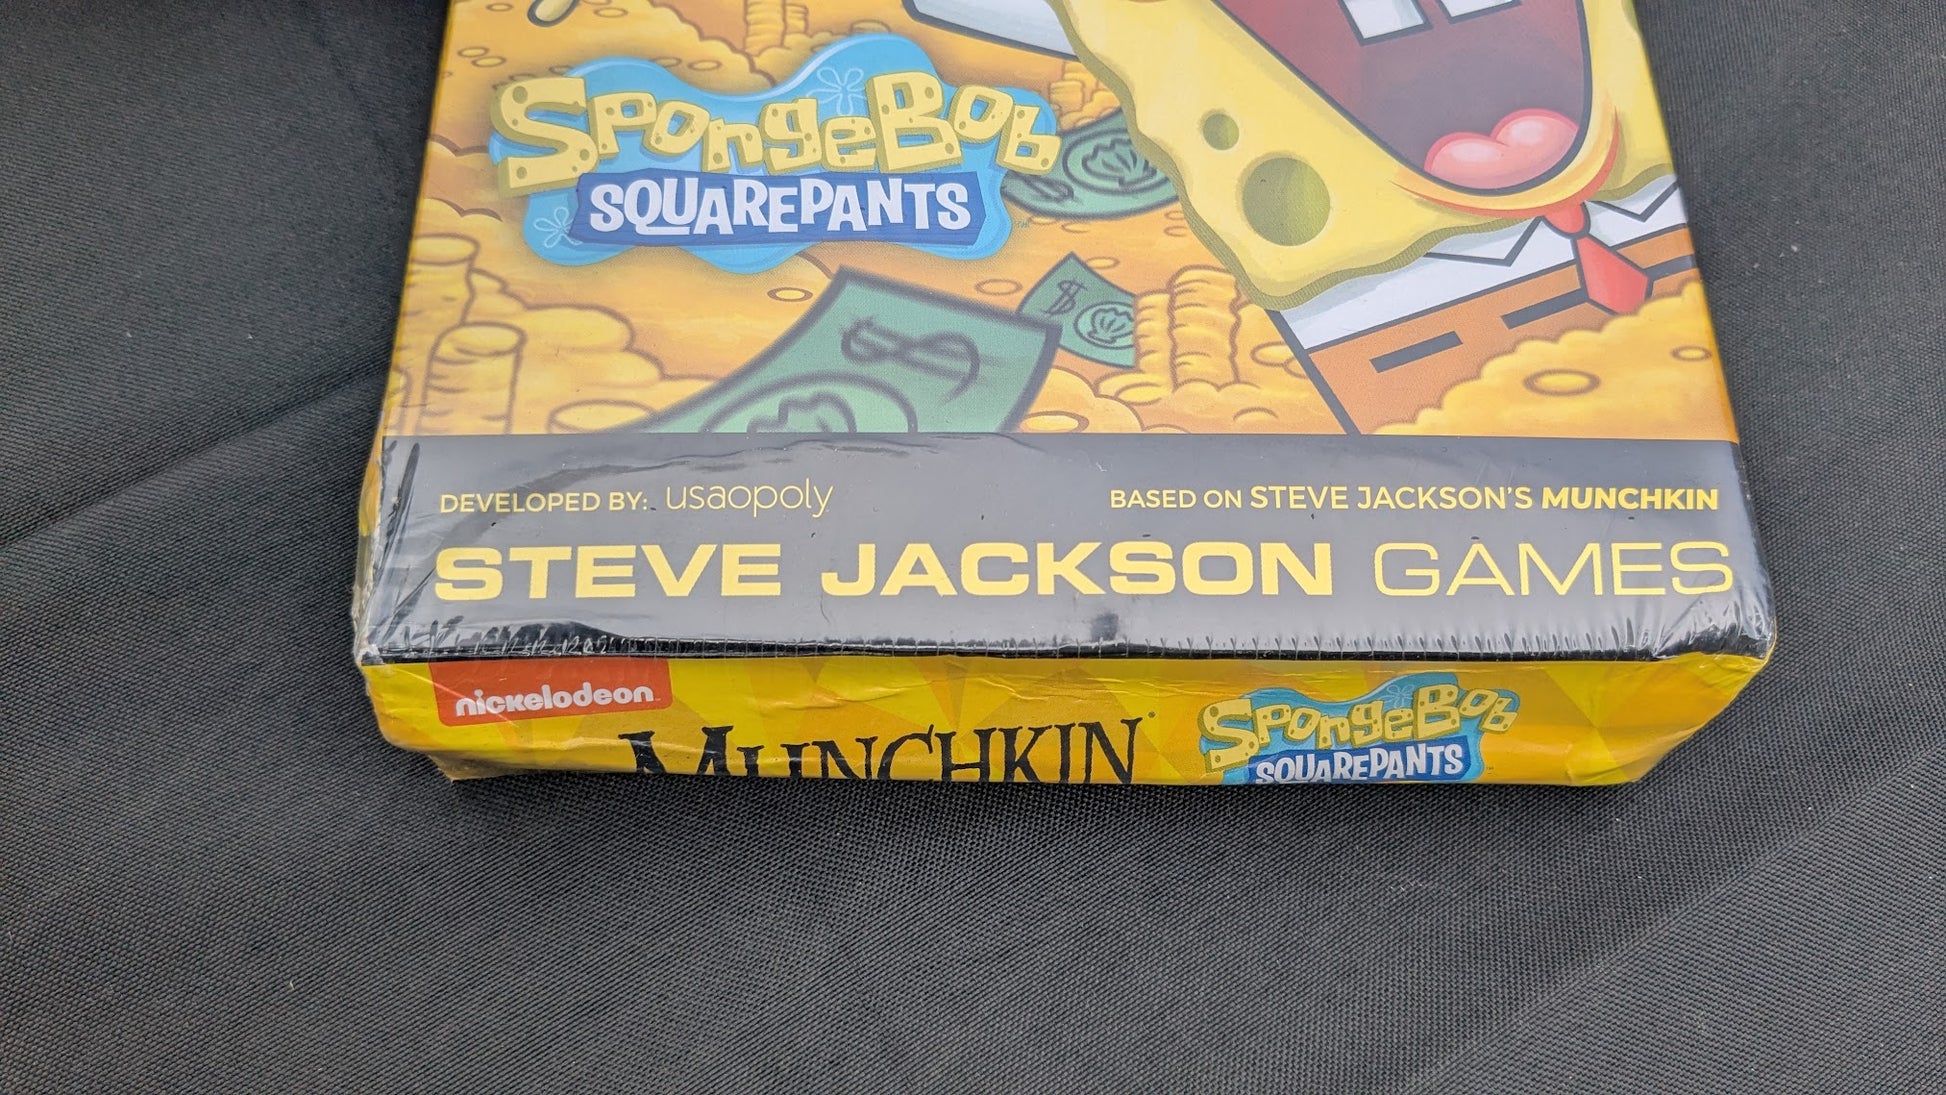 SPONGEBOB
SQUAREPANTS
DEVELOPED BY: usaopoly
BASED ON STEVE JACKSON'S MUNCHKIN
STEVE JACKSON GAMES
nickelodeon
MUNCHKIN
SPONGEBOB
SQUAREPANTS